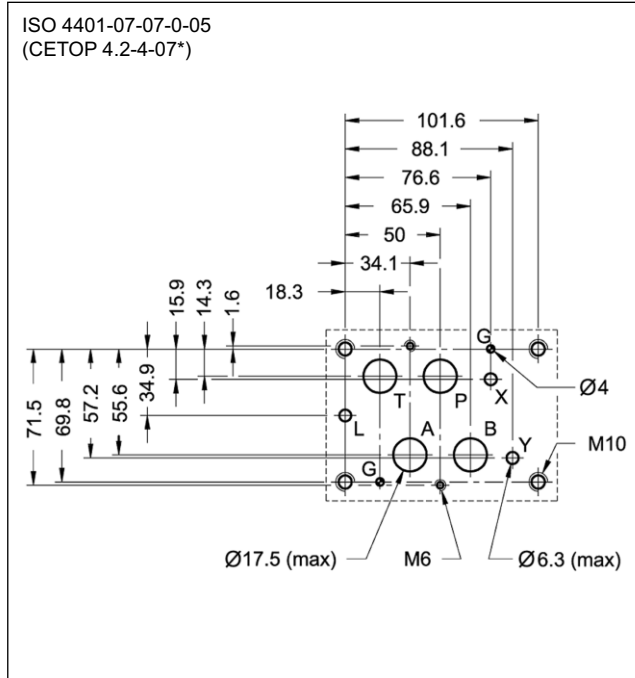 ISO 4401-07-07-0-05
(CETOP 4.2-4-07*)
101.6
88.1
76.6
65.9
50
34.1
18.3
15.9
14.3
1.6
G
Ø4
T
P
X
71.5
69.8
57.2
55.6
34.9
L
A
B
Y
M10
G
Ø17.5 (max)
M6
Ø6.3 (max)